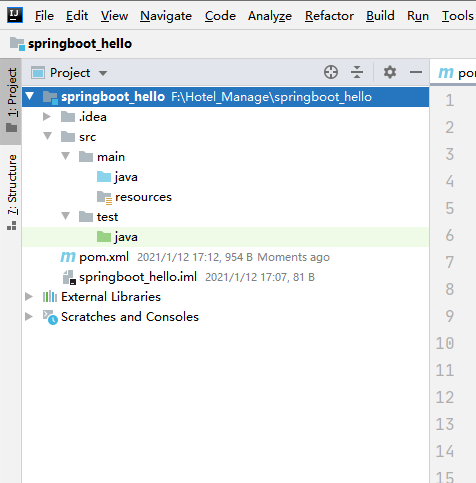 File Edit View Navigate Code Analyze Refactor Build Run Tools
springboot_hello
1: Project
7: Structure
Project
springboot_hello F:\Hotel_Manage\springboot_hello
.idea
src
main
java
resources
test
java
pom.xml 2021/1/12 17:12, 954 B Moments ago
springboot_hello.iml 2021/1/12 17:07, 81 B
External Libraries
Scratches and Consoles
pom
1
2
3
4
5
6
7
8
9
10
11
12
13
14
15